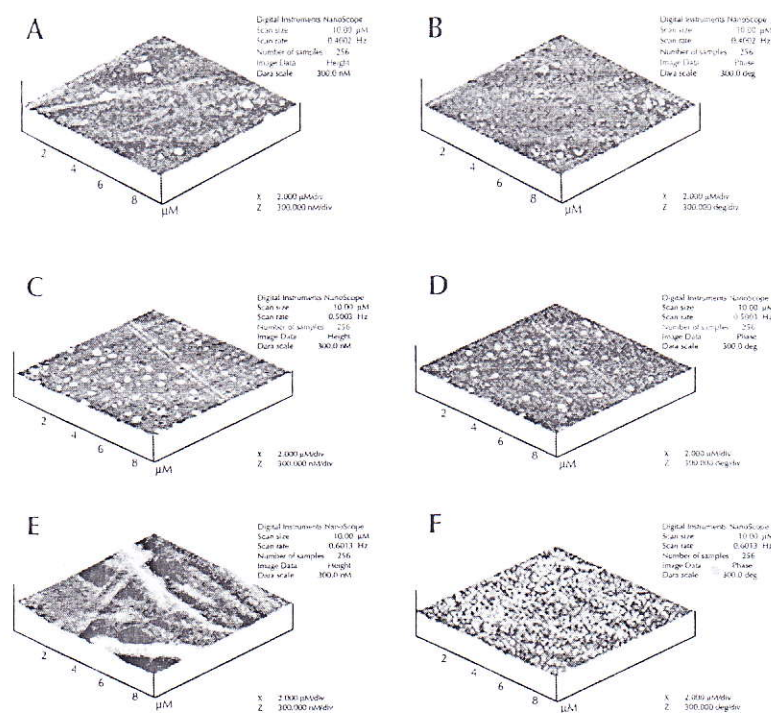 A
Digital Instruments NanoScope
Scan size 10.00 µM
Scan rate 0.4002 Hz
Number of samples 256
Image Data Height
Data scale 300.0 nM
2
4
6
8
µM
X 2.000 µM/div
Z 300.000 nM/div
B
Digital Instruments NanoScope
Scan size 10.00 µM
Scan rate 0.4002 Hz
Number of samples 256
Image Data Phase
Data scale 300.0 deg
2
4
6
8
µM
X 2.000 µM/div
Z 300.000 deg/div
C
Digital Instruments NanoScope
Scan size 10.00 µM
Scan rate 0.5003 Hz
Number of samples 256
Image Data Height
Data scale 300.0 nM
2
4
6
8
µM
X 2.000 µM/div
Z 300.000 nM/div
D
Digital Instruments NanoScope
Scan size 10.00 µM
Scan rate 0.5003 Hz
Number of samples 256
Image Data Phase
Data scale 300.0 deg
2
4
6
8
µM
X 2.000 µM/div
Z 300.000 deg/div
E
Digital Instruments NanoScope
Scan size 10.00 µM
Scan rate 0.6013 Hz
Number of samples 256
Image Data Height
Data scale 300.0 nM
2
4
6
8
µM
X 2.000 µM/div
Z 300.000 nM/div
F
Digital Instruments NanoScope
Scan size 10.00 µM
Scan rate 0.6013 Hz
Number of samples 256
Image Data Phase
Data scale 300.0 deg
2
4
6
8
µM
X 2.000 µM/div
Z 300.000 deg/div